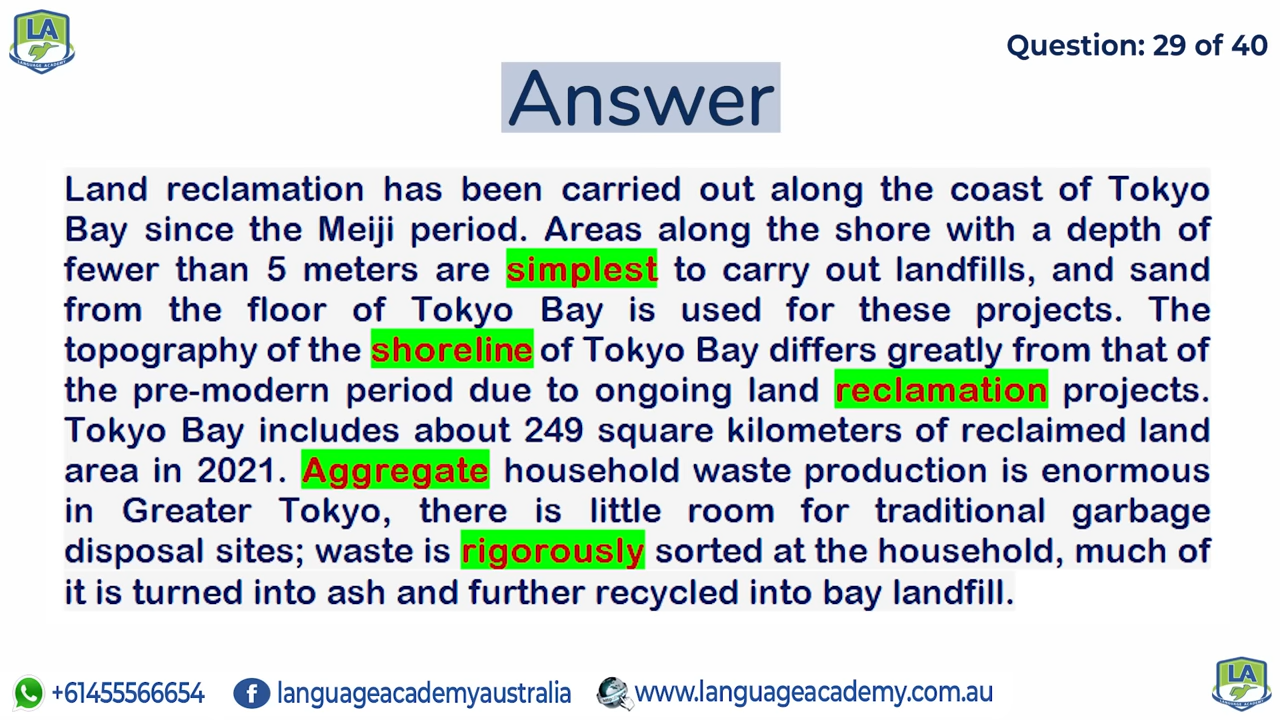 LA
LANGUAGE ACADEMY
Question: 29 of 40
Answer
Land reclamation has been carried out along the coast of Tokyo
Bay since the Meiji period. Areas along the shore with a depth of
fewer than 5 meters are simplest to carry out landfills, and sand
from the floor of Tokyo Bay is used for these projects. The
topography of the shoreline of Tokyo Bay differs greatly from that of
the pre-modern period due to ongoing land reclamation projects.
Tokyo Bay includes about 249 square kilometers of reclaimed land
area in 2021. Aggregate household waste production is enormous
in Greater Tokyo, there is little room for traditional garbage
disposal sites; waste is rigorously sorted at the household, much of
it is turned into ash and further recycled into bay landfill.
+61455566654 languageacademyaustralia www.languageacademy.com.au
LA
LANGUAGE ACADEMY